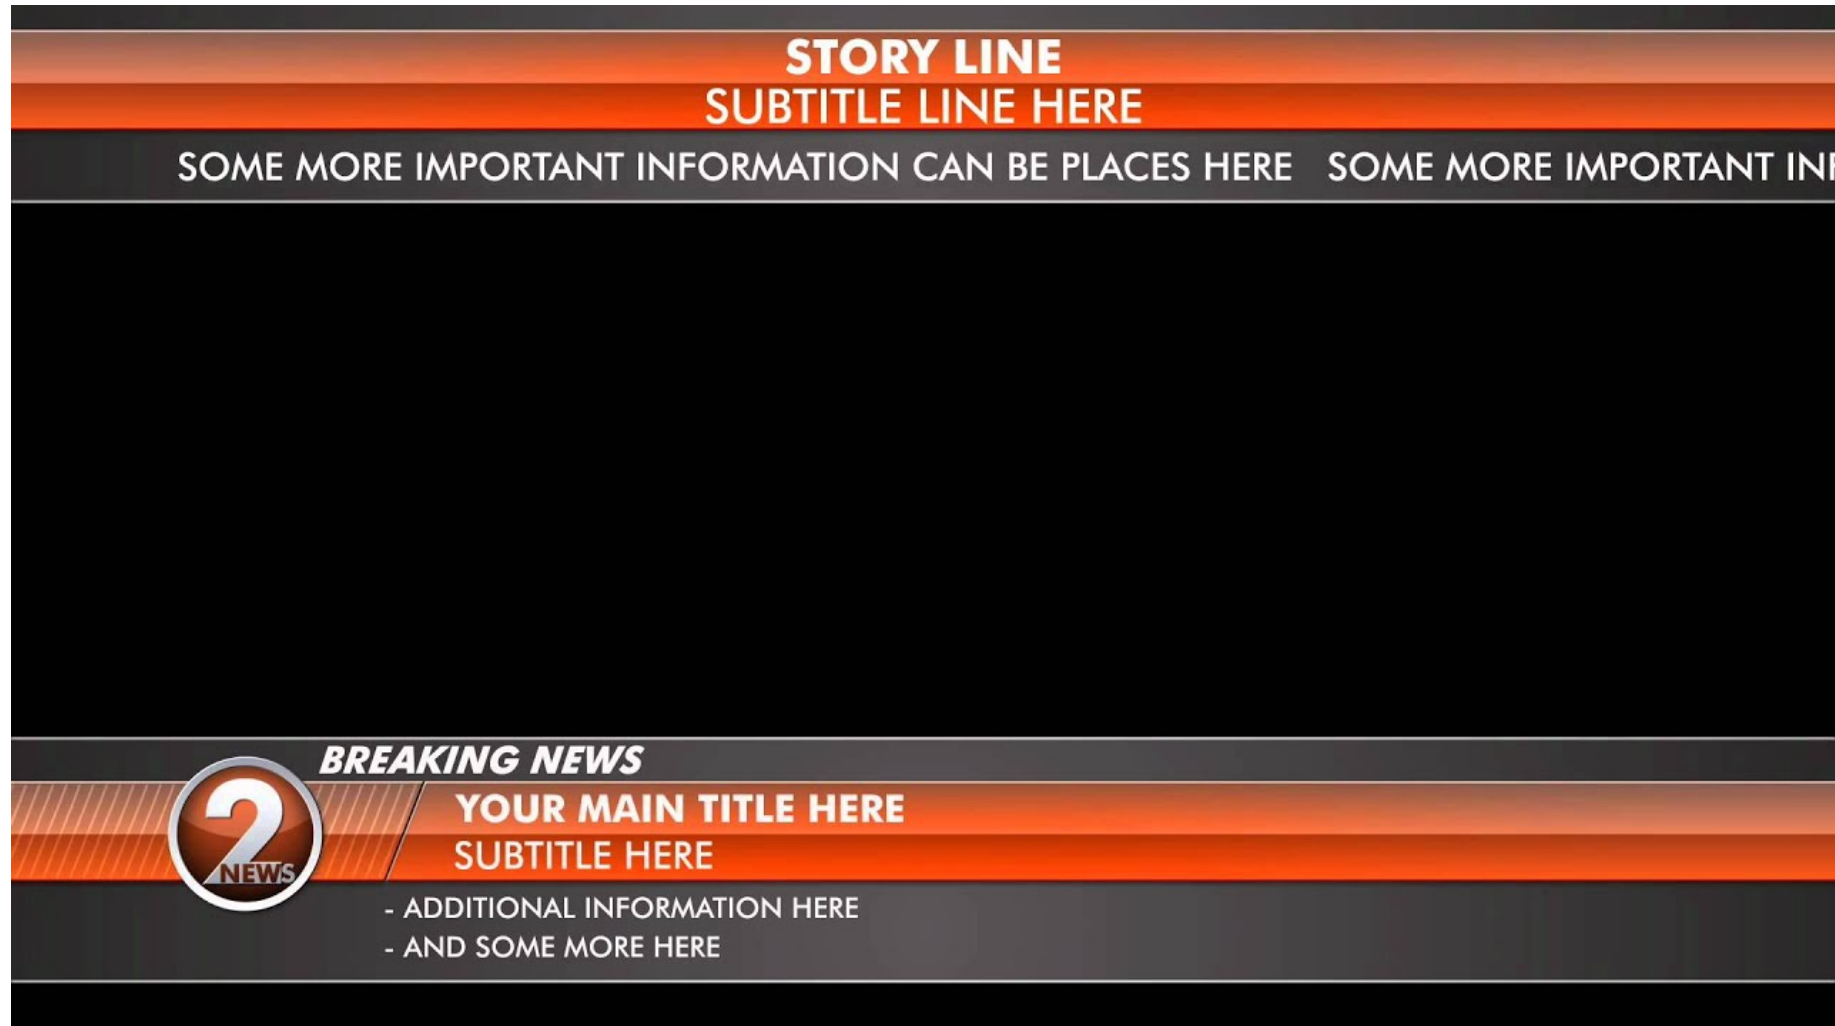 STORY LINE
SUBTITLE LINE HERE
SOME MORE IMPORTANT INFORMATION CAN BE PLACES HERE SOME MORE IMPORTANT
BREAKING NEWS
YOUR MAIN TITLE HERE
SUBTITLE HERE
2
NEWS
- ADDITIONAL INFORMATION HERE
- AND SOME MORE HERE